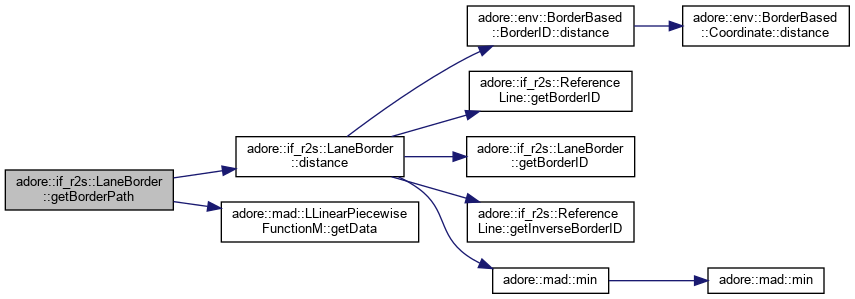 adore::env::BorderBased
::BorderID::distance
adore::env::BorderBased
::Coordinate::distance
adore::if_r2s::Reference
Line::getBorderID
adore::if_r2s::LaneBorder
::distance
adore::if_r2s::LaneBorder
::getBorderID
adore::if_r2s::LaneBorder
::getBorderPath
adore::mad::LLinearPiecewise
FunctionM::getData
adore::if_r2s::Reference
Line::getInverseBorderID
adore::mad::min
adore::mad::min